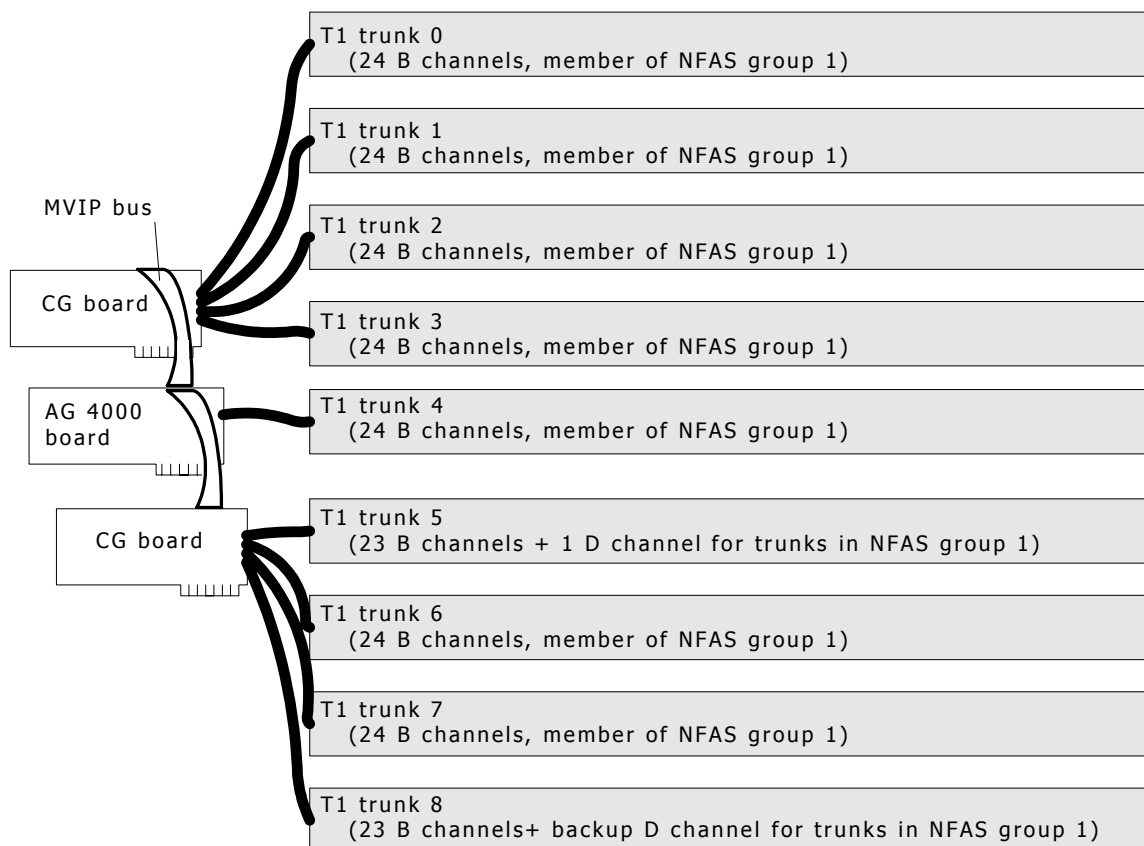 T1 trunk 0
(24 B channels, member of NFAS group 1)
T1 trunk 1
(24 B channels, member of NFAS group 1)
MVIP bus
T1 trunk 2
(24 B channels, member of NFAS group 1)
CG board
T1 trunk 3
(24 B channels, member of NFAS group 1)
AG 4000
board
T1 trunk 4
(24 B channels, member of NFAS group 1)
CG board
T1 trunk 5
(23 B channels + 1 D channel for trunks in NFAS group 1)
T1 trunk 6
(24 B channels, member of NFAS group 1)
T1 trunk 7
(24 B channels, member of NFAS group 1)
T1 trunk 8
(23 B channels+ backup D channel for trunks in NFAS group 1)